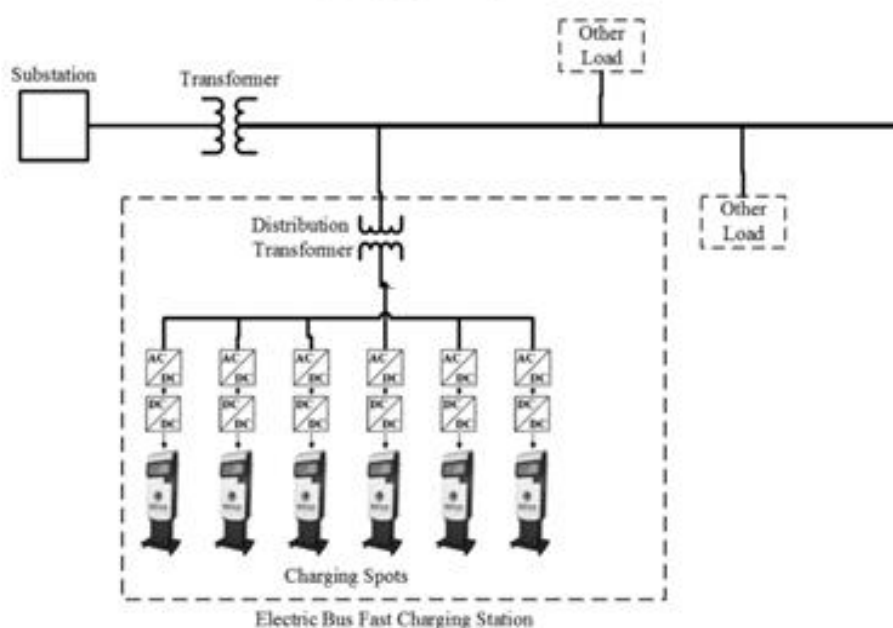 Other
Load
Substation
Transformer
Other
Load
Distribution
Transformer
AC
DC
AC
DC
AC
DC
AC
DC
AC
DC
AC
DC
DC
DC
DC
DC
DC
DC
DC
DC
DC
DC
DC
DC
Charging Spots
Electric Bus Fast Charging Station